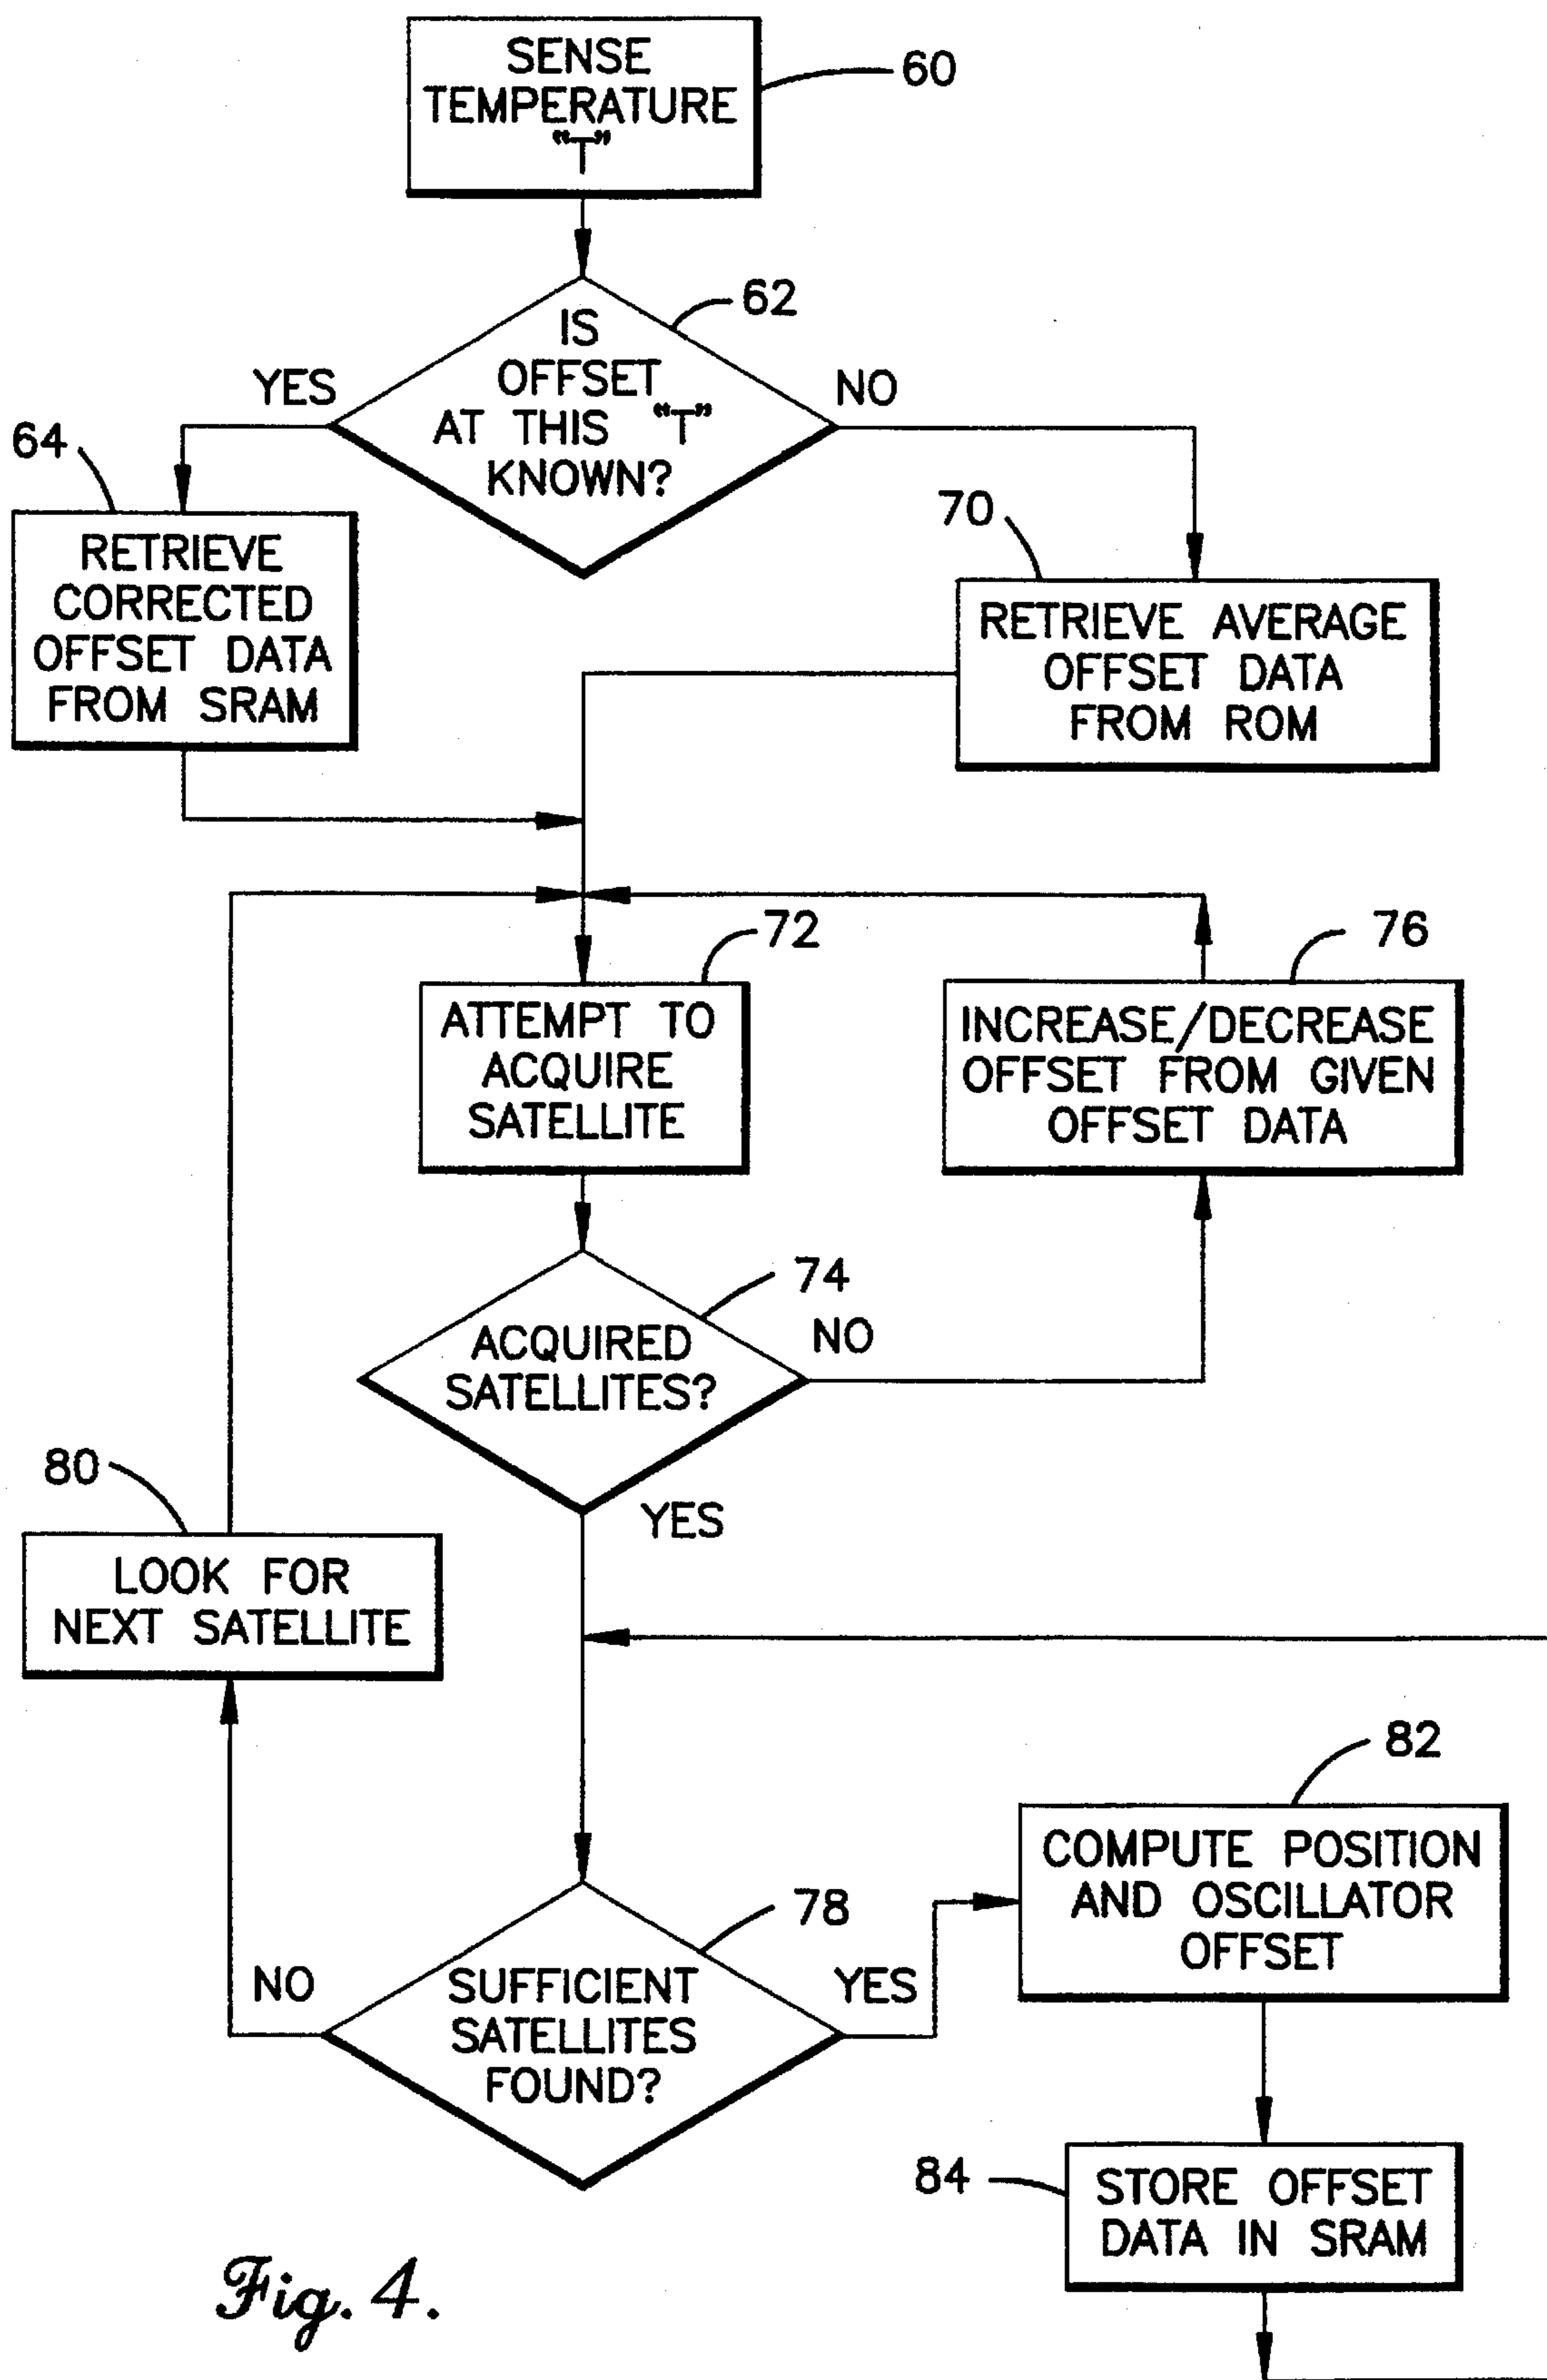 SENSE
TEMPERATURE
"T"
60
IS
OFFSET
AT THIS "T"
KNOWN?
62
YES
NO
64
RETRIEVE
CORRECTED
OFFSET DATA
FROM SRAM
70
RETRIEVE AVERAGE
OFFSET DATA
FROM ROM
72
ATTEMPT TO
ACQUIRE
SATELLITE
76
INCREASE/DECREASE
OFFSET FROM GIVEN
OFFSET DATA
74
ACQUIRED
SATELLITES?
NO
YES
80
LOOK FOR
NEXT SATELLITE
82
COMPUTE POSITION
AND OSCILLATOR
OFFSET
78
SUFFICIENT
SATELLITES
FOUND?
NO
YES
84
STORE OFFSET
DATA IN SRAM
Fig. 4.